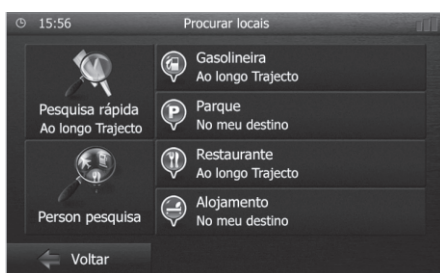 15:56 Procurar locais
Pesquisa rápida
Ao longo Trajecto
Person pesquisa
Gasolineira
Ao longo Trajecto
Parque
No meu destino
Restaurante
Ao longo Trajecto
Alojamento
No meu destino
Voltar